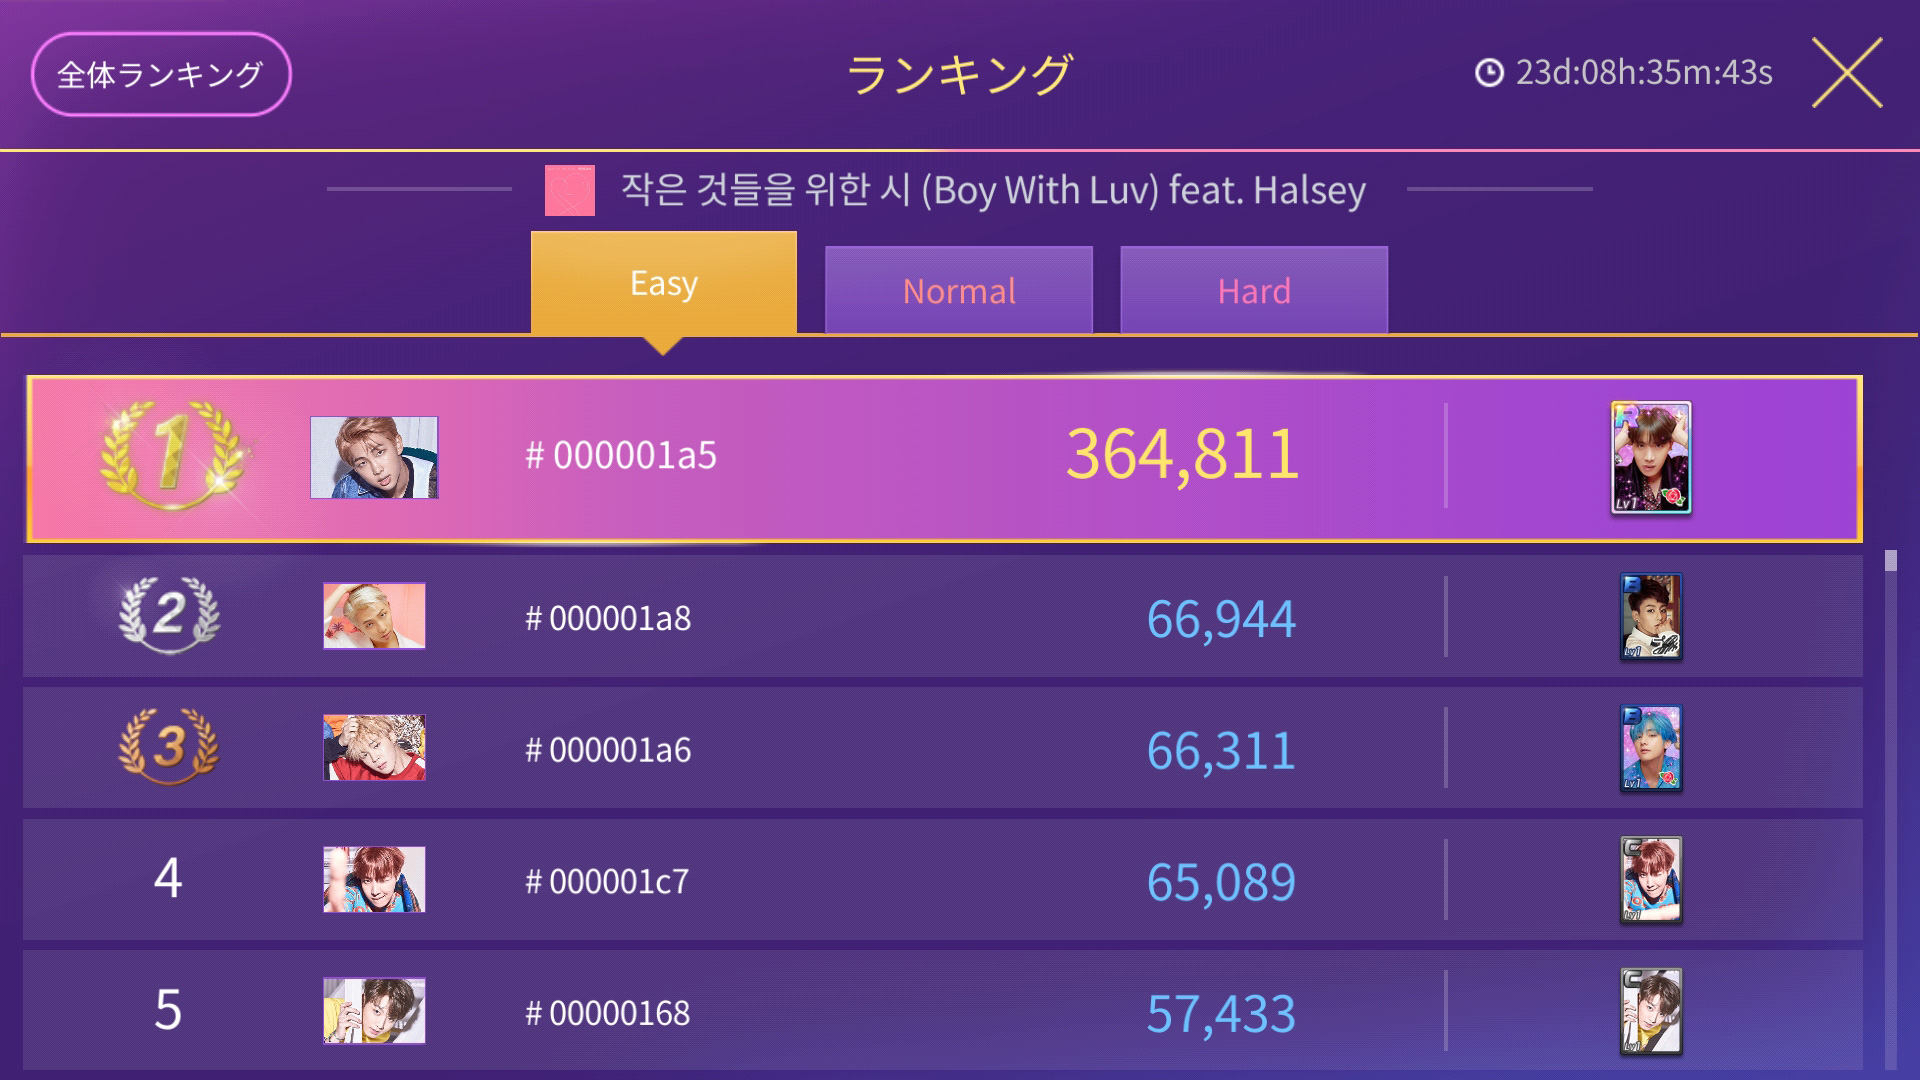 全体ランキング
ランキング
23d:08h:35m:43s
작은 것들을 위한 시 (Boy With Luv) feat. Halsey
Easy
Normal
Hard
1
# 000001a5
364,811
R
Lv1
2
# 000001a8
66,944
B
Lv1
3
# 000001a6
66,311
B
Lv1
4
# 000001c7
65,089
C
Lv1
5
# 00000168
57,433
C
Lv1